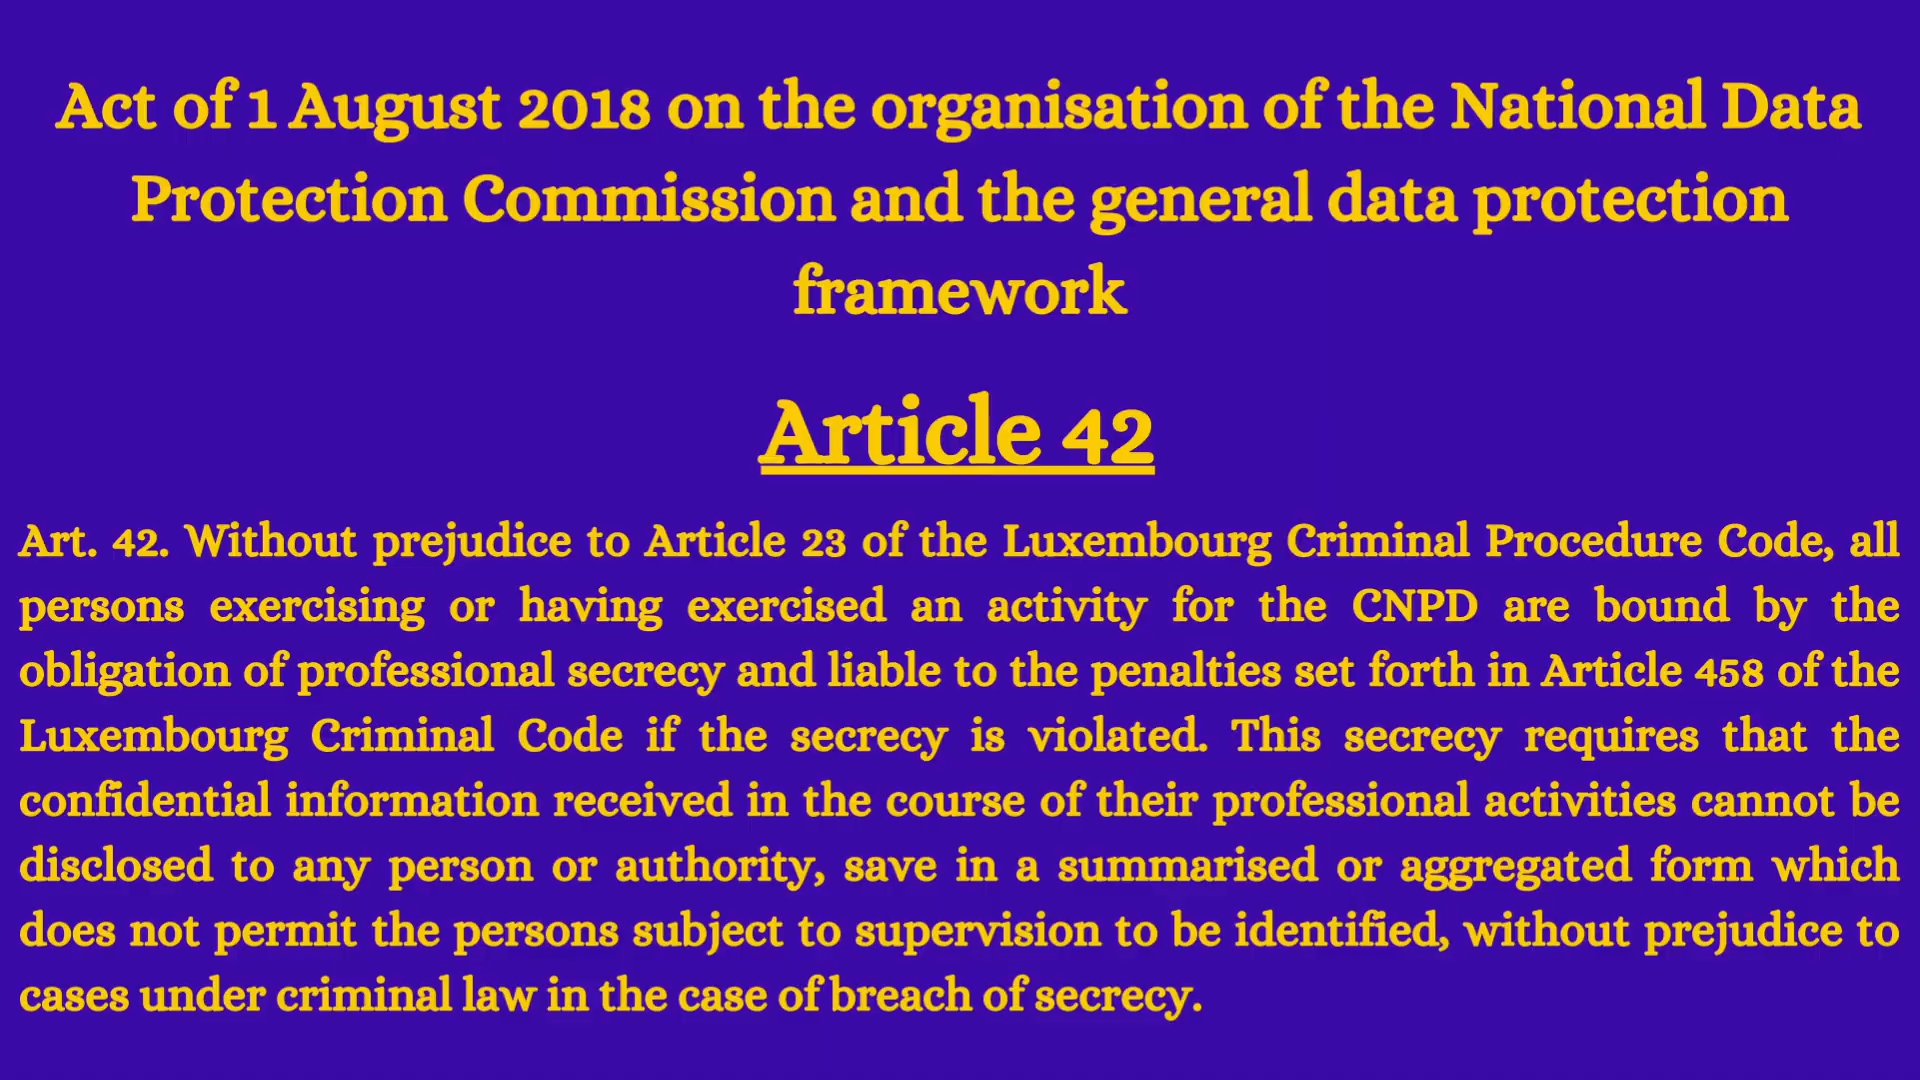 Act of 1 August 2018 on the organisation of the National Data
Protection Commission and the general data protection
framework
Article 42
Art. 42. Without prejudice to Article 23 of the Luxembourg Criminal Procedure Code, all
persons exercising or having exercised an activity for the CNPD are bound by the
obligation of professional secrecy and liable to the penalties set forth in Article 458 of the
Luxembourg Criminal Code if the secrecy is violated. This secrecy requires that the
confidential information received in the course of their professional activities cannot be
disclosed to any person or authority, save in a summarised or aggregated form which
does not permit the persons subject to supervision to be identified, without prejudice to
cases under criminal law in the case of breach of secrecy.